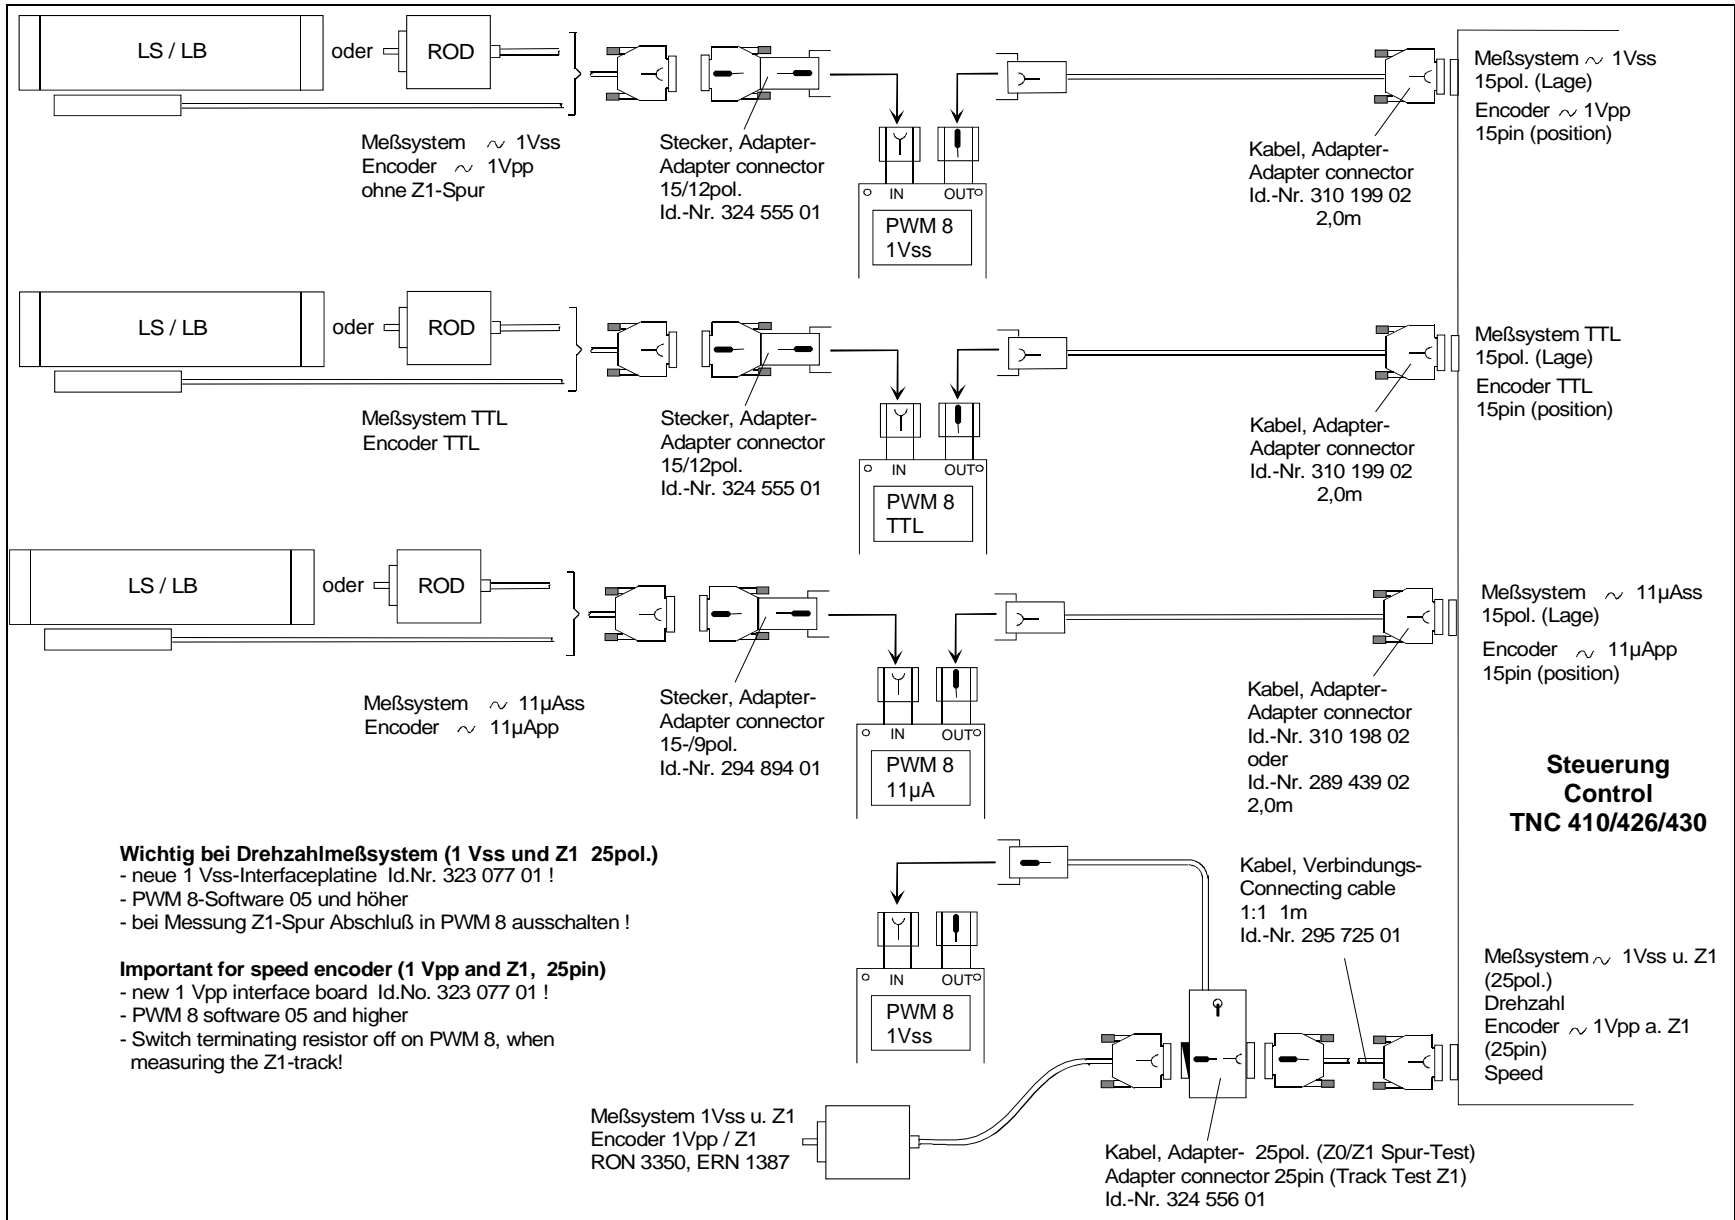 LS / LB
oder
ROD
Meßsystem ~ 1Vss
Encoder ~ 1Vpp
ohne Z1-Spur
Stecker, Adapter-
Adapter connector
15/12pol.
Id.-Nr. 324 555 01
IN
OUT
PWM 8
1Vss
Kabel, Adapter-
Adapter connector
Id.-Nr. 310 199 02
2,0m
Meßsystem ~ 1Vss
15pol. (Lage)
Encoder ~ 1Vpp
15pin (position)
LS / LB
oder
ROD
Meßsystem TTL
Encoder TTL
Stecker, Adapter-
Adapter connector
15/12pol.
Id.-Nr. 324 555 01
IN
OUT
PWM 8
TTL
Kabel, Adapter-
Adapter connector
Id.-Nr. 310 199 02
2,0m
Meßsystem TTL
15pol. (Lage)
Encoder TTL
15pin (position)
LS / LB
oder
ROD
Meßsystem ~ 11µAss
Encoder ~ 11µApp
Stecker, Adapter-
Adapter connector
15-/9pol.
Id.-Nr. 294 894 01
IN
OUT
PWM 8
11µA
Kabel, Adapter-
Adapter connector
Id.-Nr. 310 198 02
oder
Id.-Nr. 289 439 02
2,0m
Meßsystem ~ 11µAss
15pol. (Lage)
Encoder ~ 11µApp
15pin (position)
Steuerung
Control
TNC 410/426/430
Wichtig bei Drehzahlmeßsystem (1 Vss und Z1 25pol.)
- neue 1 Vss-Interfaceplatine Id.Nr. 323 077 01 !
- PWM 8-Software 05 und höher
- bei Messung Z1-Spur Abschluß in PWM 8 ausschalten !
Important for speed encoder (1 Vpp and Z1, 25pin)
- new 1 Vpp interface board Id.No. 323 077 01 !
- PWM 8 software 05 and higher
- Switch terminating resistor off on PWM 8, when
measuring the Z1-track!
IN
OUT
PWM 8
1Vss
Kabel, Verbindungs-
Connecting cable
1:1 1m
Id.-Nr. 295 725 01
Meßsystem ~ 1Vss u. Z1
(25pol.)
Drehzahl
Encoder ~ 1Vpp a. Z1
(25pin)
Speed
Meßsystem 1Vss u. Z1
Encoder 1Vpp / Z1
RON 3350, ERN 1387
Kabel, Adapter- 25pol. (Z0/Z1 Spur-Test)
Adapter connector 25pin (Track Test Z1)
Id.-Nr 324 556 01